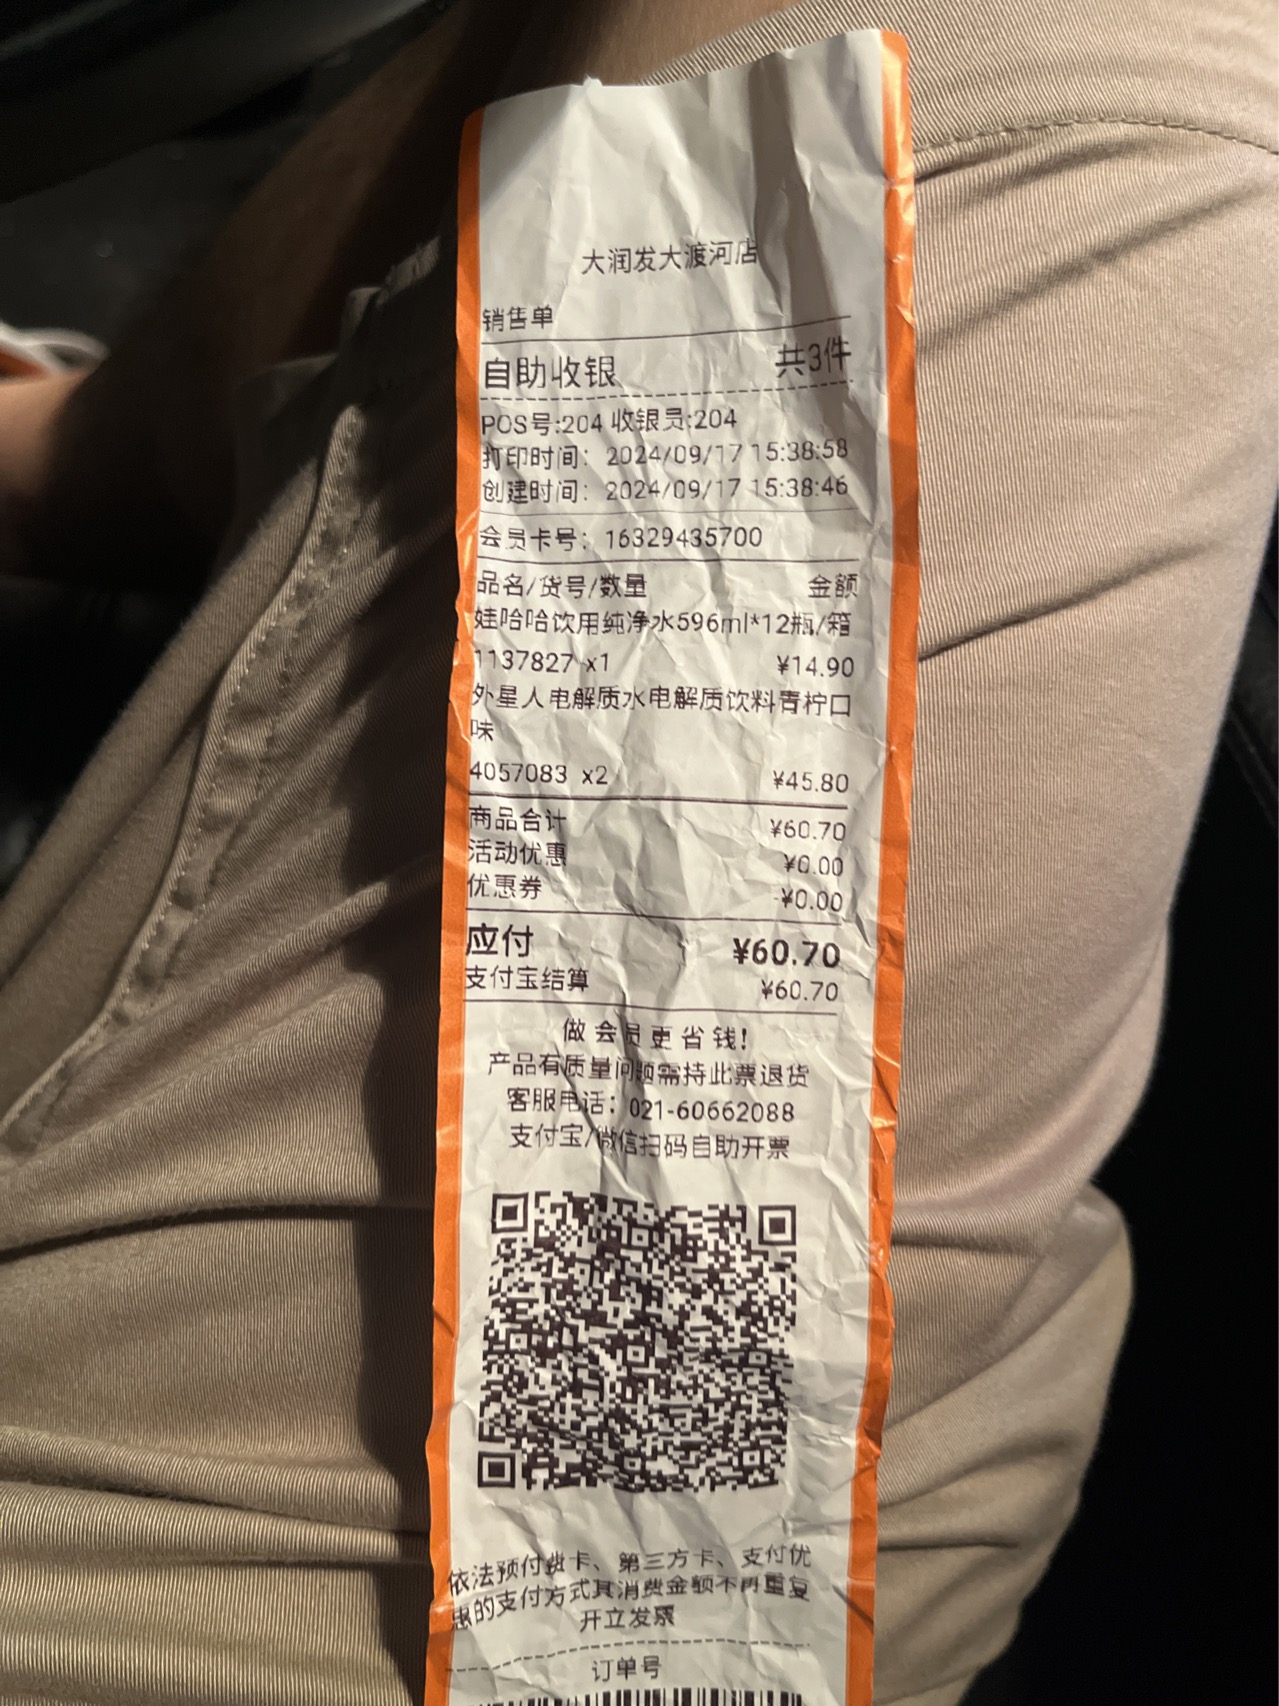 大润发大渡河店
销售单
自助收银 共3件
POS号:204 收银员:204
打印时间: 2024/09/17 15:38:58
创建时间: 2024/09/17 15:38:46
会员卡号: 16329435700
品名/货号/数量 金额
娃哈哈饮用纯净水596ml*12瓶/箱
1137827 x1 ¥14.90
外星人电解质水电解质饮料青柠口
味
4057083 x2 ¥45.80
商品合计 ¥60.70
活动优惠 ¥0.00
优惠券 -¥0.00
应付 ¥60.70
支付宝结算 ¥60.70
做会员更省钱!
产品有质量问题需持此票退货
客服电话: 021-60662088
支付宝/微信扫码自助开票
依法预付费卡、第三方卡、支付优
惠的支付方式其消费金额不再重复
开立发票
订单号